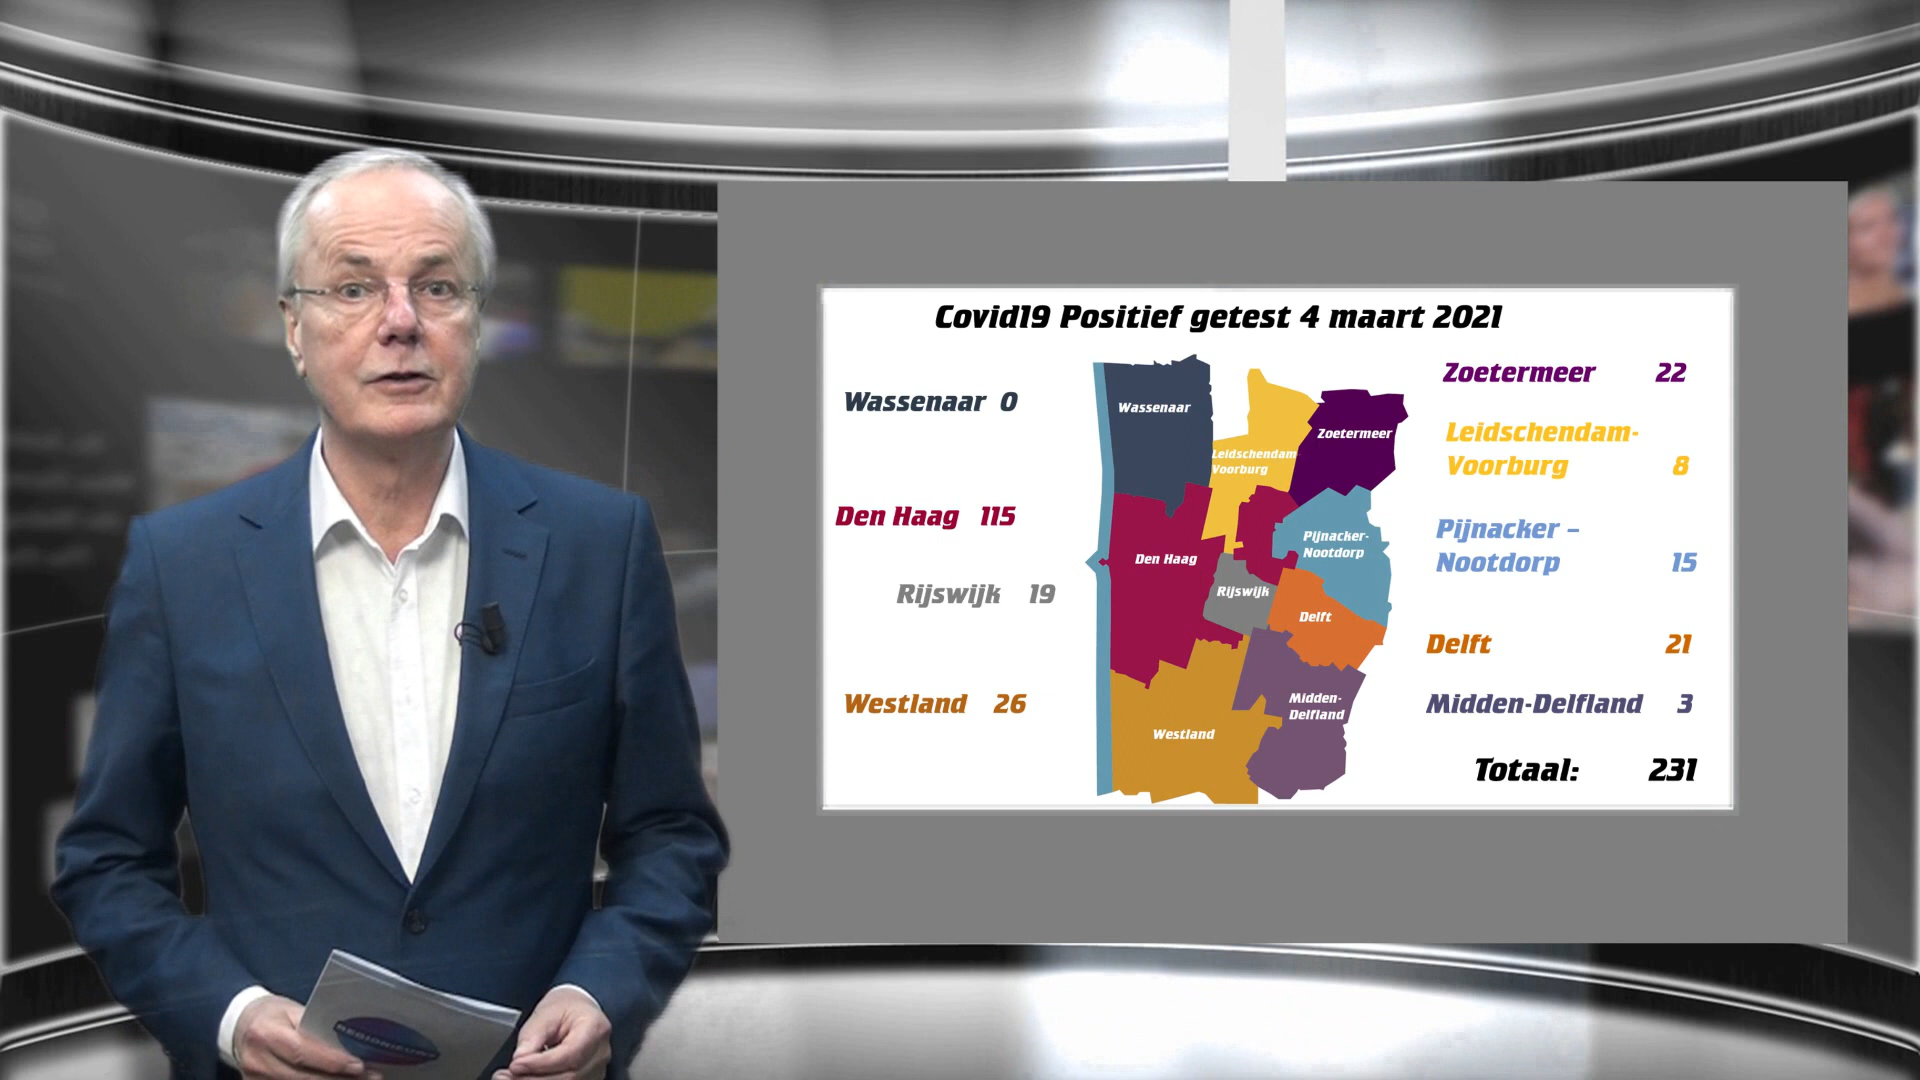 Covid19 Positief getest 4 maart 2021
Wassenaar 0
Den Haag 115
Rijswijk 19
Westland 26
Wassenaar
Leidschendam-
Voorburg
Zoetermeer
Den Haag
Pijnacker-
Nootdorp
Rijswijk
Delft
Midden-
Delfland
Westland
Zoetermeer 22
Leidschendam-
Voorburg 8
Pijnacker –
Nootdorp 15
Delft 21
Midden-Delfland 3
Totaal: 231
REGIONIEUWS